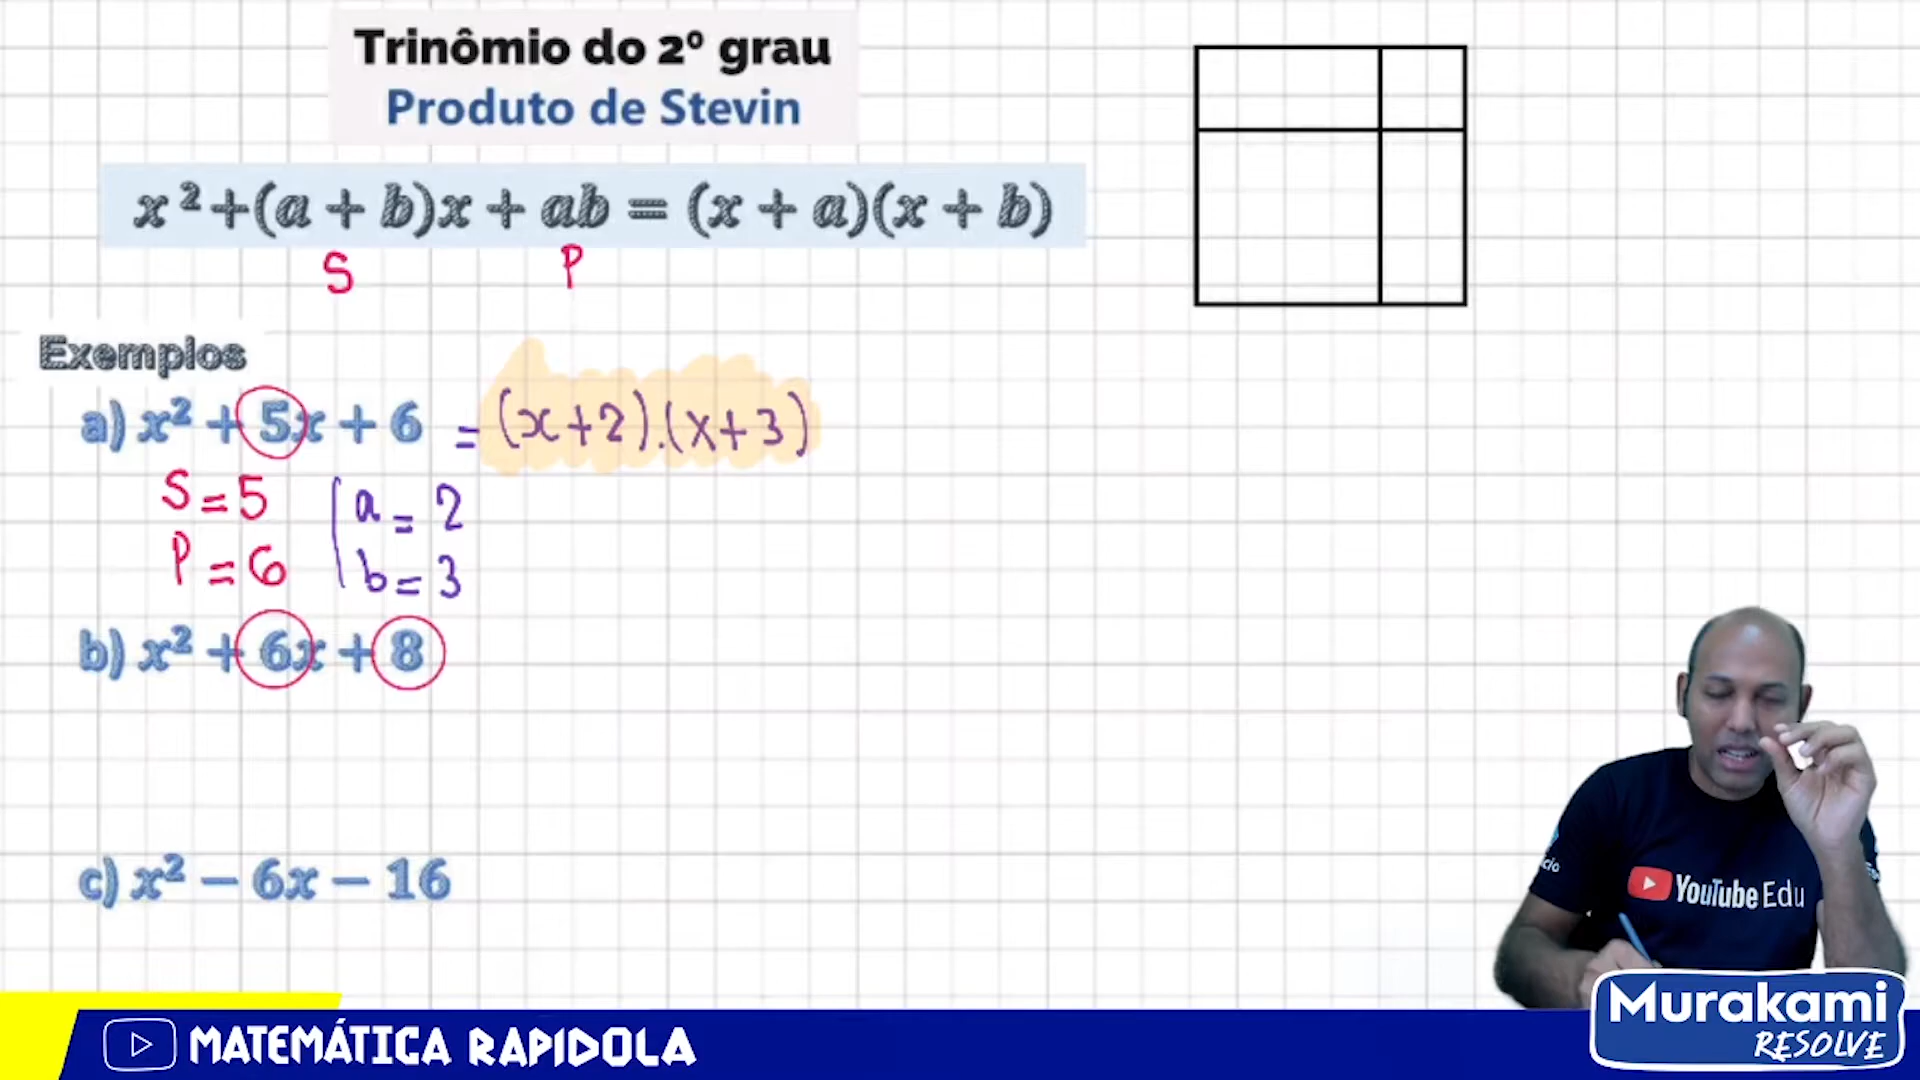 Trinômio do 2º grau
Produto de Stevin
x² + (a + b)x + ab = (x + a)(x + b)
S P
Exemplos
a) x² + 5x + 6 = (x+2).(x+3)
S = 5 a = 2
P = 6 b = 3
b) x² + 6x + 8
c) x² − 6x − 16
cio
YouTube Edu
MATEMÁTICA RAPIDOLA
Murakami
RESOLVE